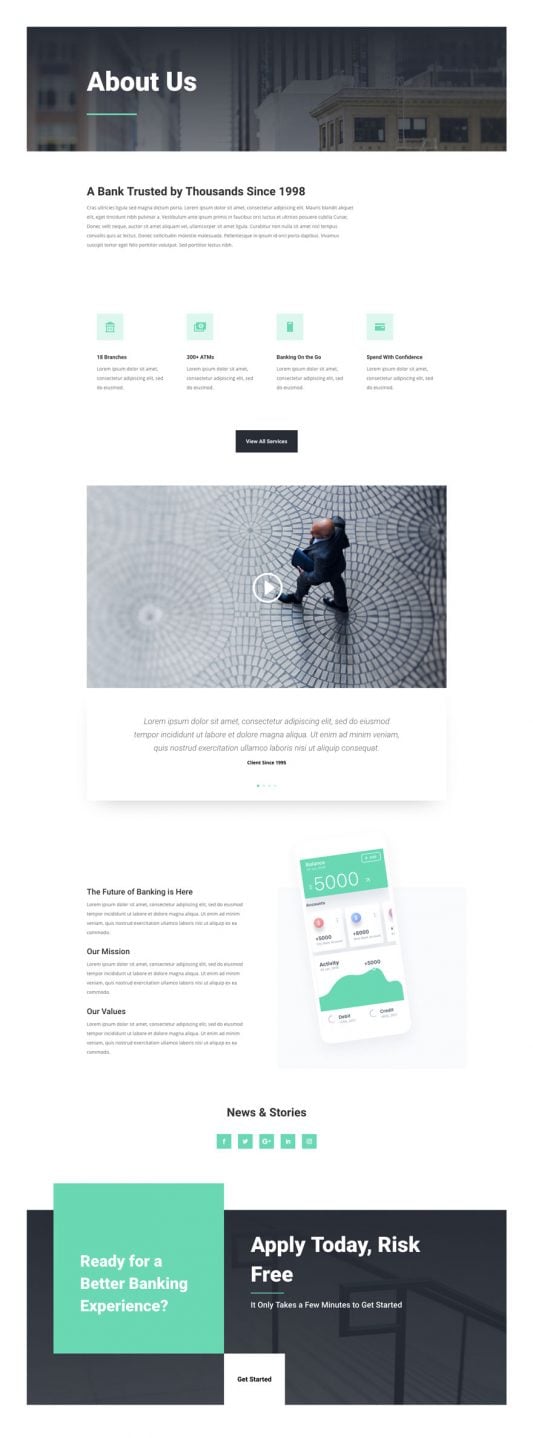 About Us
A Bank Trusted by Thousands Since 1998
Cras ultricies ligula sed magna dictum porta. Lorem ipsum dolor sit amet, consectetur adipiscing elit. Mauris blandit aliquet
elit, eget tincidunt nibh pulvinar a. Vestibulum ante ipsum primis in faucibus orci luctus et ultrices posuere cubilia Curae;
Donec velit neque, auctor sit amet aliquam vel, ullamcorper sit amet ligula. Curabitur non nulla sit amet nisl tempus
convallis quis ac lectus. Donec sollicitudin molestie malesuada. Pellentesque in ipsum id orci porta dapibus. Vivamus
suscipit tortor eget felis porttitor volutpat. Sed porttitor lectus nibh.
18 Branches
Lorem ipsum dolor sit amet,
consectetur adipiscing elit, sed
do eiusmod.
300+ ATMs
Lorem ipsum dolor sit amet,
consectetur adipiscing elit, sed
do eiusmod.
Banking On the Go
Lorem ipsum dolor sit amet,
consectetur adipiscing elit, sed
do eiusmod.
Spend With Confidence
Lorem ipsum dolor sit amet,
consectetur adipiscing elit, sed
do eiusmod.
View All Services
Lorem ipsum dolor sit amet, consectetur adipiscing elit, sed do eiusmod
tempor incididunt ut labore et dolore magna aliqua. Ut enim ad minim veniam,
quis nostrud exercitation ullamco laboris nisi ut aliquip consequat.
Client Since 1995
The Future of Banking is Here
Lorem ipsum dolor sit amet, consectetur adipiscing elit, sed do eiusmod
tempor incididunt ut labore et dolore magna aliqua. Ut enim ad minim
veniam, quis nostrud exercitation ullamco laboris nisi ut aliquip ex ea
commodo.
Our Mission
Lorem ipsum dolor sit amet, consectetur adipiscing elit, sed do eiusmod
tempor incididunt ut labore et dolore magna aliqua. Ut enim ad minim
veniam, quis nostrud exercitation ullamco laboris nisi ut aliquip ex ea
commodo.
Our Values
Lorem ipsum dolor sit amet, consectetur adipiscing elit, sed do eiusmod
tempor incididunt ut labore et dolore magna aliqua. Ut enim ad minim
veniam, quis nostrud exercitation ullamco laboris nisi ut aliquip ex ea
commodo.
Balance
$ 5000
Accounts
+5000
+8000
Activity
+5000
Debit
Credit
News & Stories
f
G+
in
Ready for a
Better Banking
Experience?
Apply Today, Risk
Free
It Only Takes a Few Minutes to Get Started
Get Started